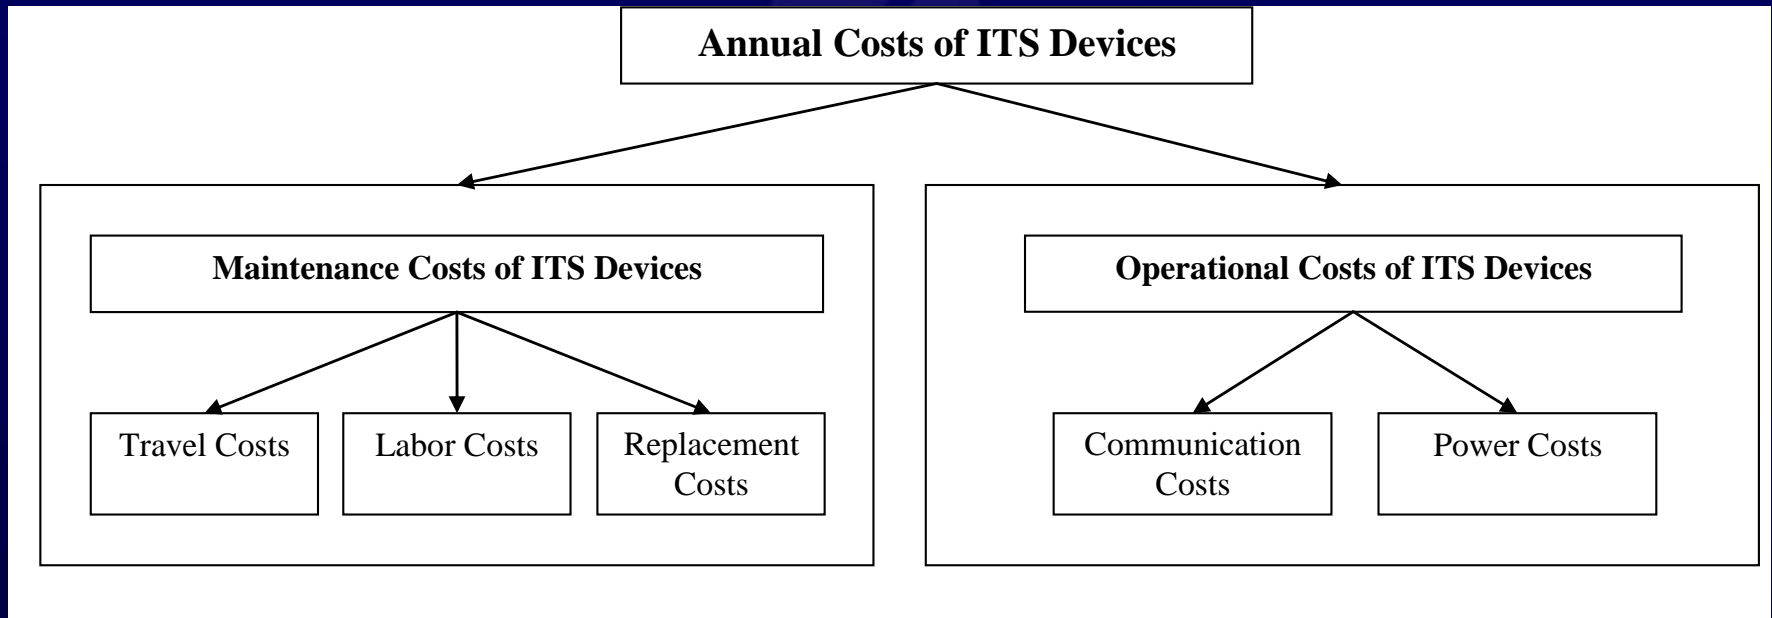 Annual Costs of ITS Devices
Maintenance Costs of ITS Devices
Travel Costs
Labor Costs
Replacement
Costs
Operational Costs of ITS Devices
Communication
Costs
Power Costs